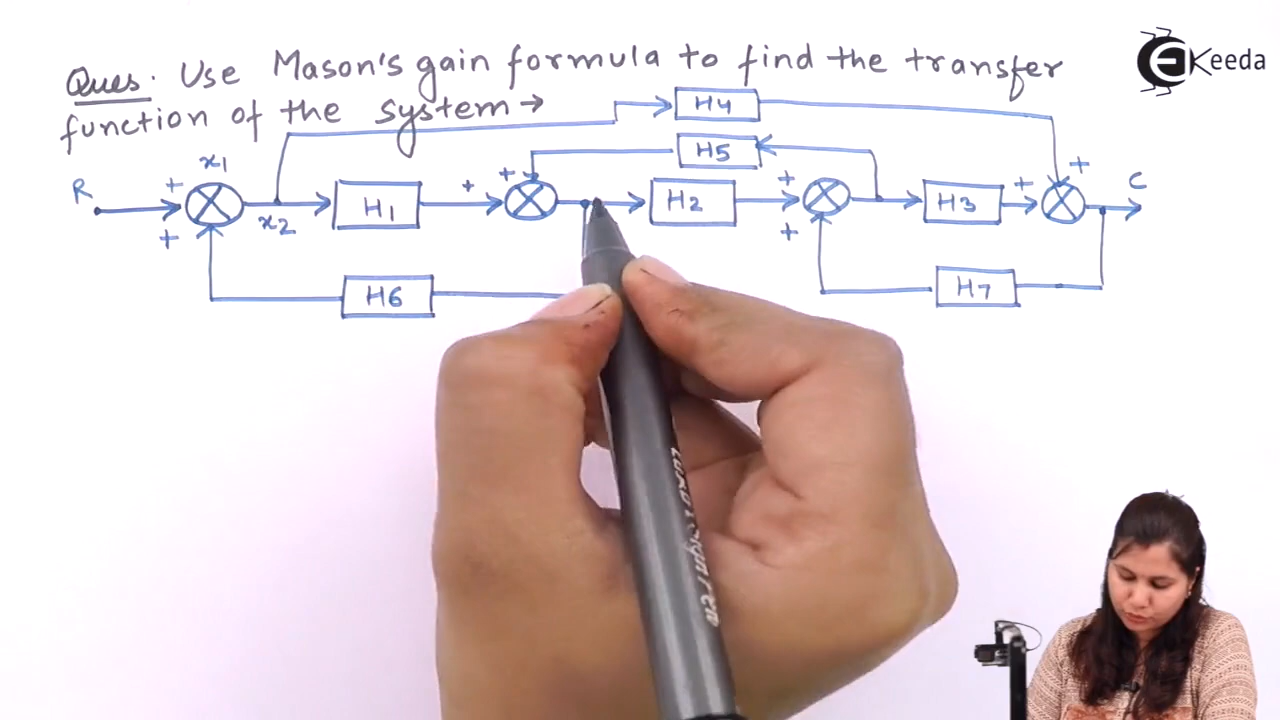 Ques. Use Mason's gain formula to find the transfer
function of the system →
EKeeda
H4
H5
x1
R + + x2 H1 + + H2 + + H3 + + C
H6
H7